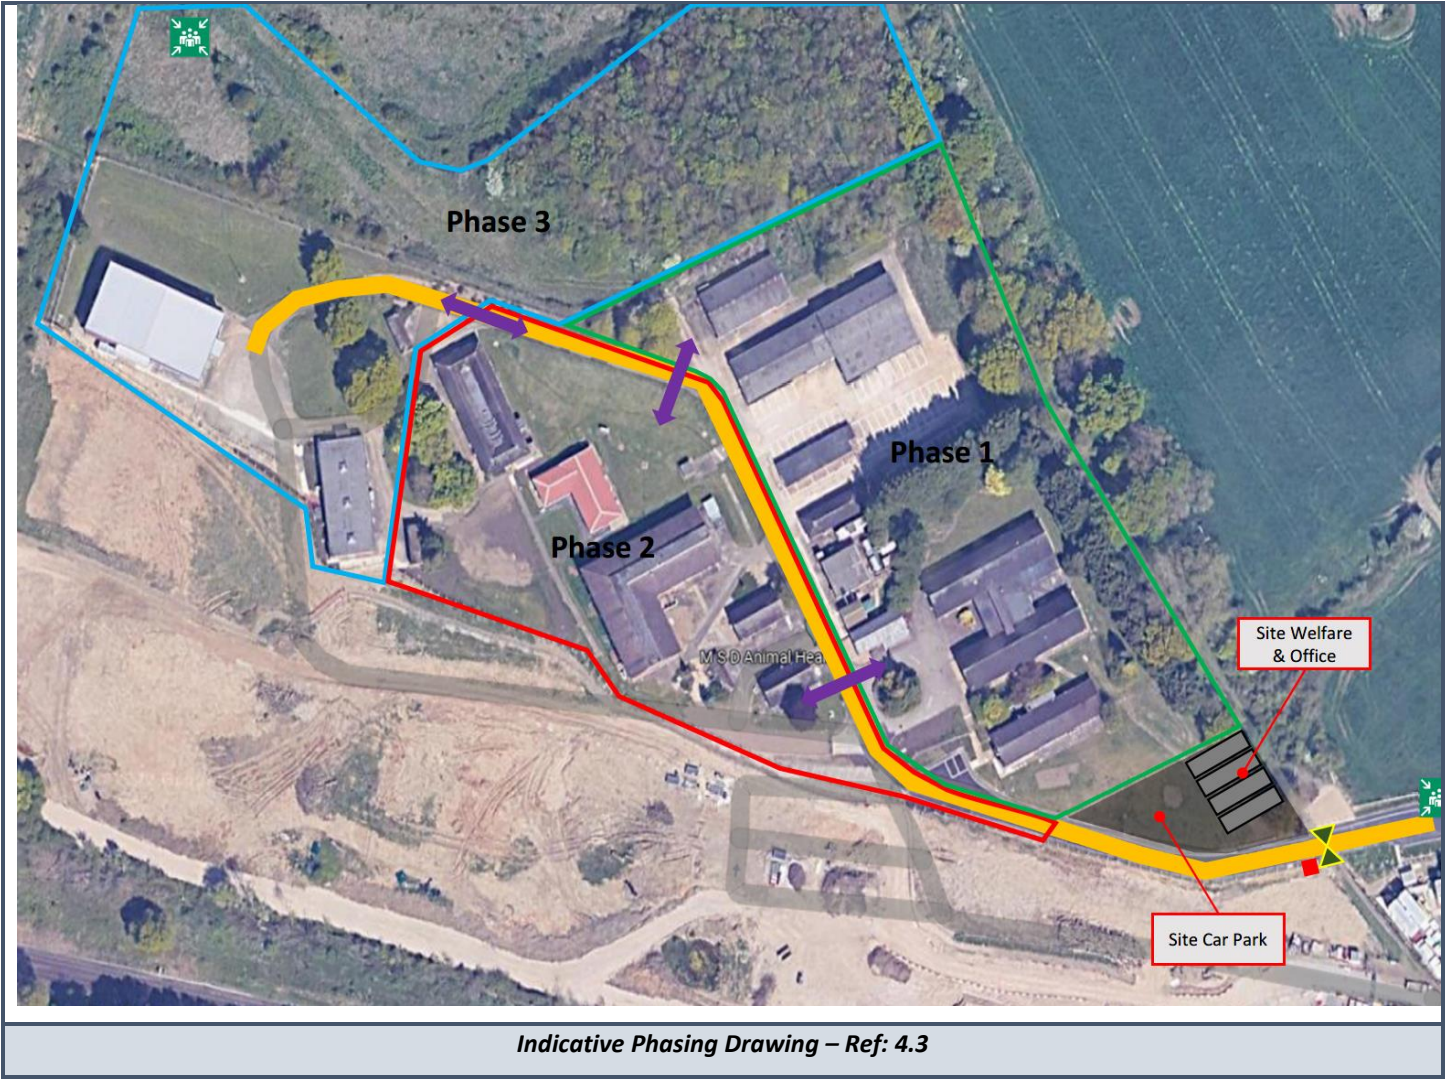 Phase 3
Phase 1
Phase 2
M S D Animal Heal
Site Welfare
& Office
Site Car Park
Indicative Phasing Drawing – Ref: 4.3